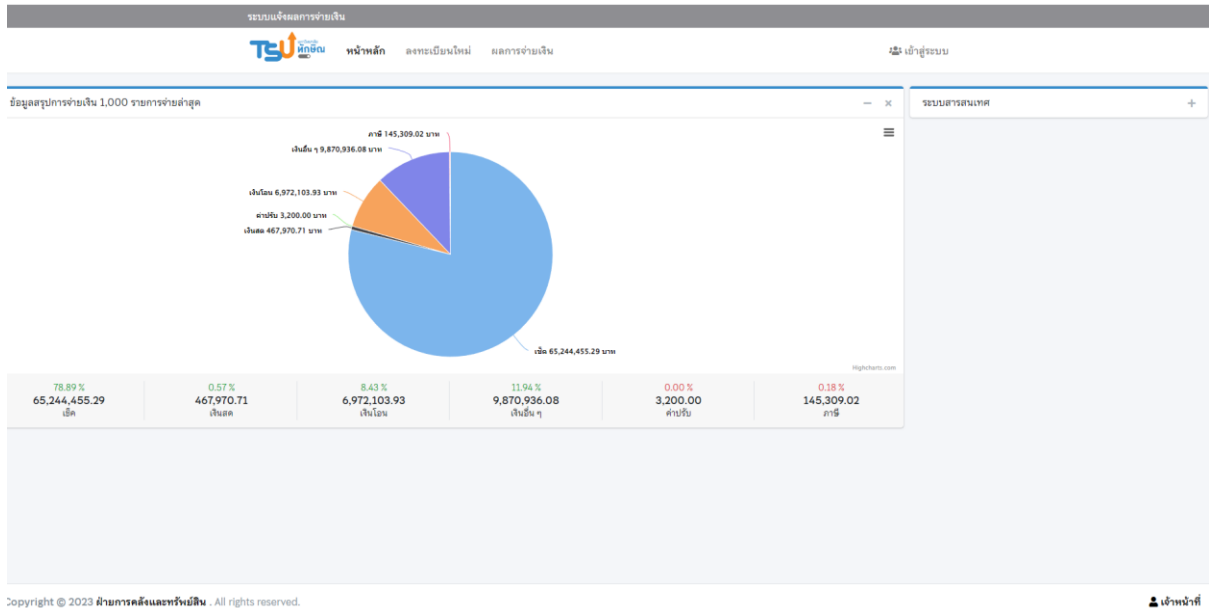 ระบบแจ้งผลการจ่ายเงิน
TSU มหาวิทยาลัย ทักษิณ หน้าหลัก ลงทะเบียนใหม่ ผลการจ่ายเงิน เข้าสู่ระบบ
ข้อมูลสรุปการจ่ายเงิน 1,000 รายการจ่ายล่าสุด
ระบบสารสนเทศ
ภาษี 145,309.02 บาท
เงินอื่น ๆ 9,870,936.08 บาท
เงินโอน 6,972,103.93 บาท
ค่าปรับ 3,200.00 บาท
เงินสด 467,970.71 บาท
เช็ค 65,244,455.29 บาท
Highcharts.com
78.89 % 0.57 % 8.43 % 11.94 % 0.00 % 0.18 %
65,244,455.29 467,970.71 6,972,103.93 9,870,936.08 3,200.00 145,309.02
เช็ค เงินสด เงินโอน เงินอื่น ๆ ค่าปรับ ภาษี
Copyright © 2023 ฝ่ายการคลังและทรัพย์สิน . All rights reserved. เจ้าหน้าที่